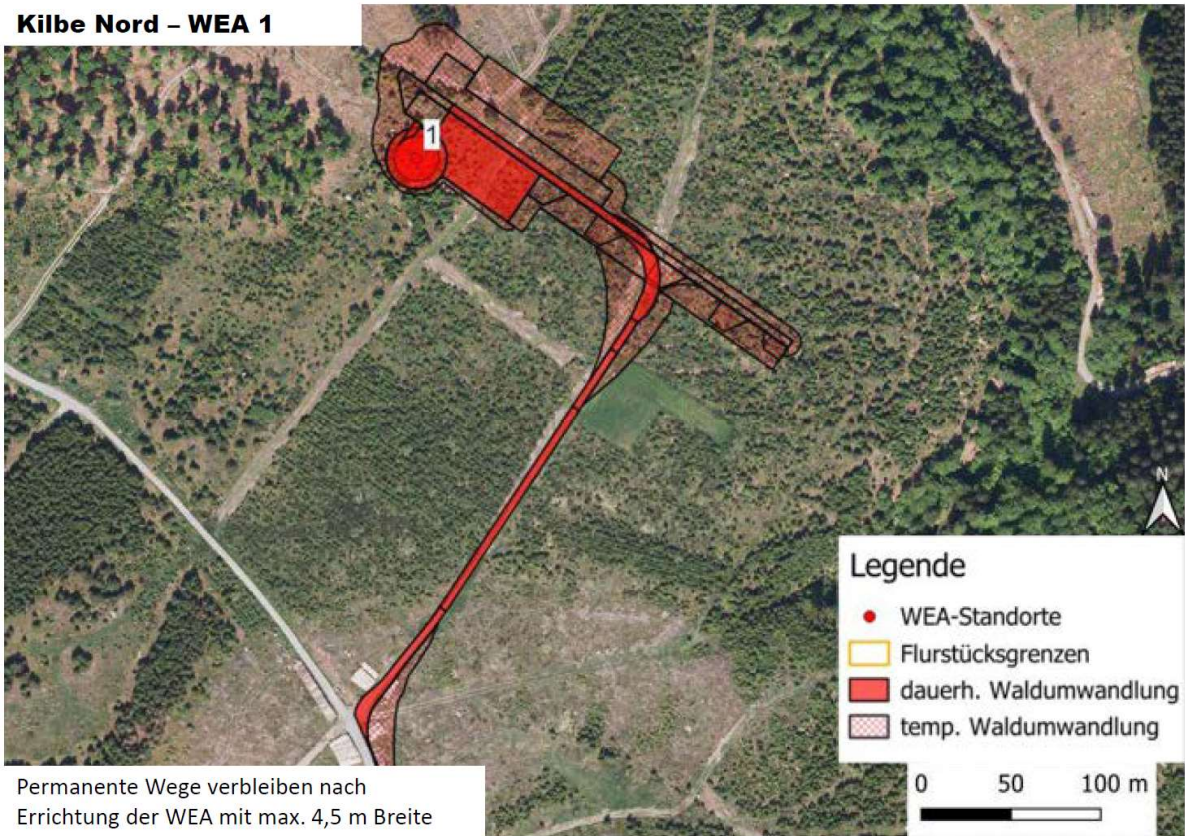 Kilbe Nord – WEA 1
1
N
Legende
WEA-Standorte
Flurstücksgrenzen
dauerh. Waldumwandlung
temp. Waldumwandlung
0 50 100 m
Permanente Wege verbleiben nach
Errichtung der WEA mit max. 4,5 m Breite